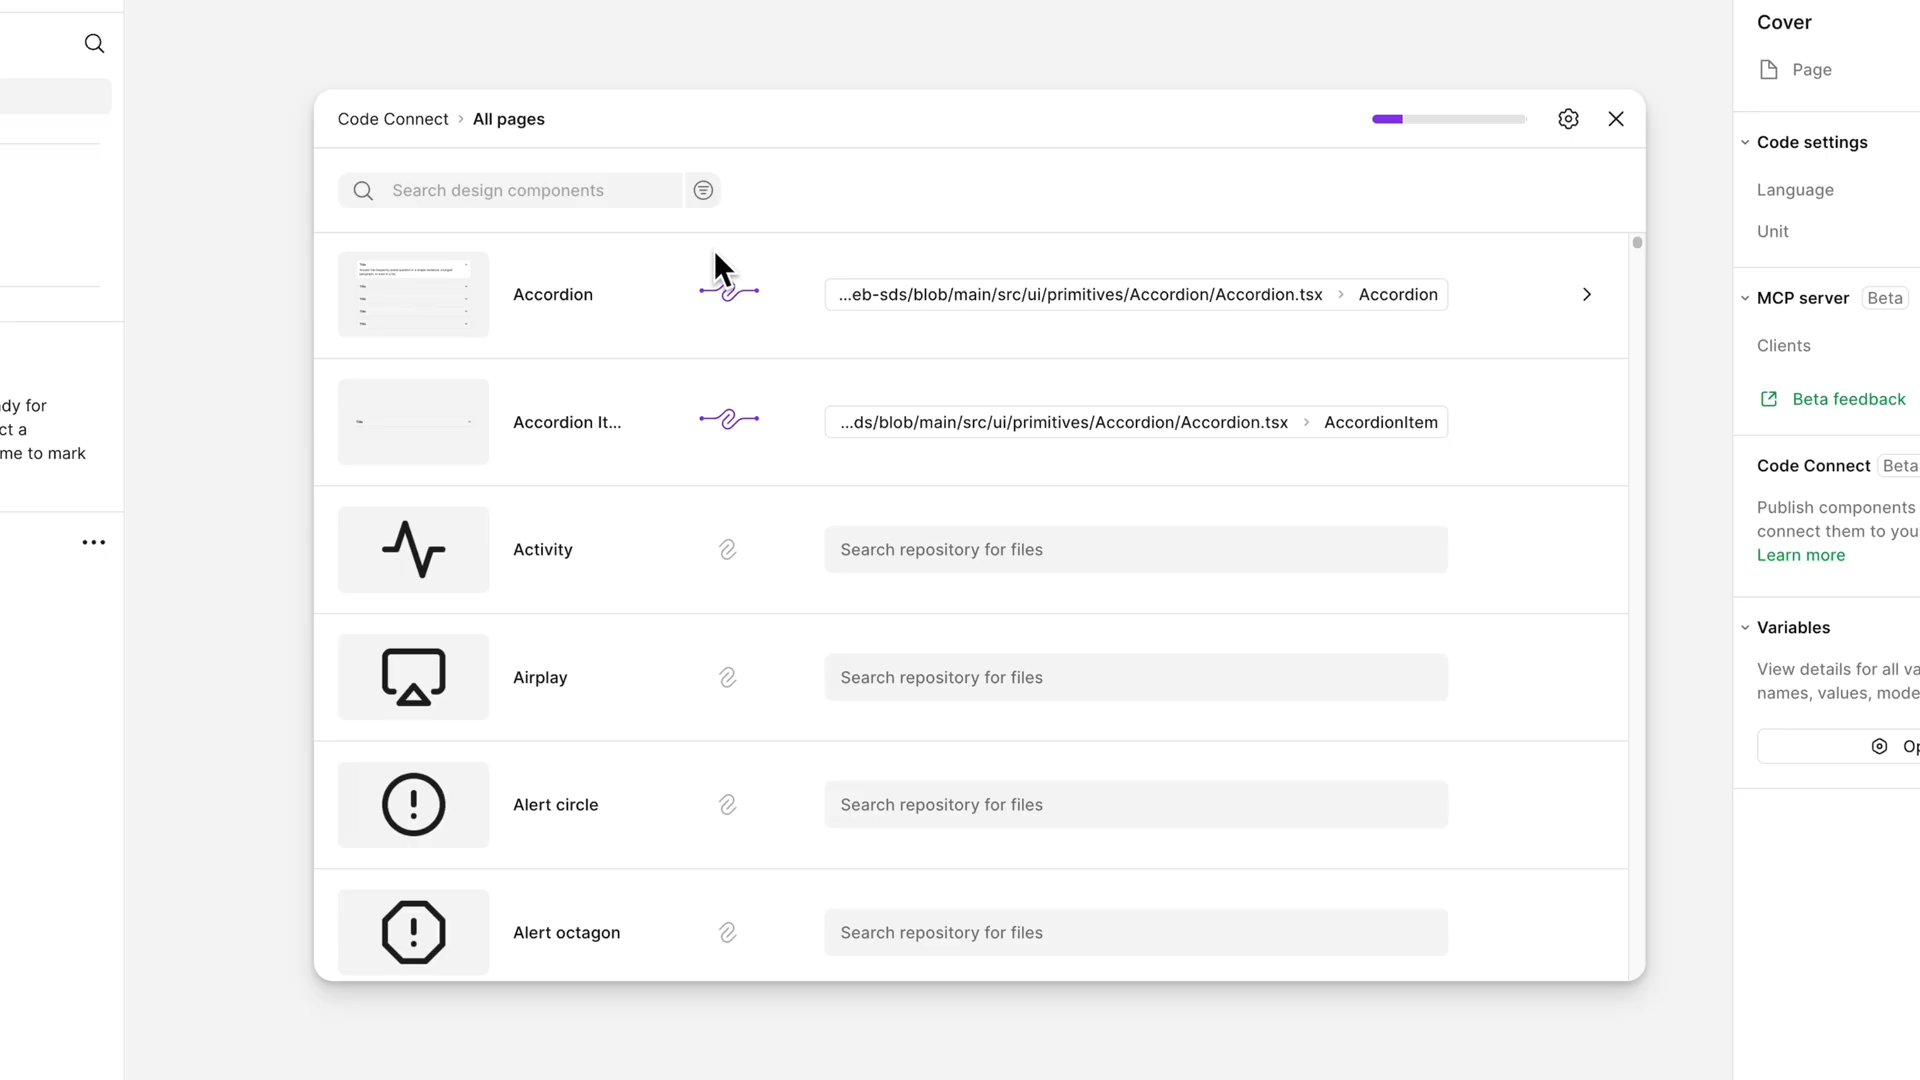 Code Connect › All pages
Search design components
Accordion
...eb-sds/blob/main/src/ui/primitives/Accordion/Accordion.tsx › Accordion
Accordion It...
...ds/blob/main/src/ui/primitives/Accordion/Accordion.tsx › AccordionItem
Activity
Search repository for files
Airplay
Search repository for files
Alert circle
Search repository for files
Alert octagon
Search repository for files
dy for
ct a
me to mark
Cover
Page
Code settings
Language
Unit
MCP server Beta
Clients
Beta feedback
Code Connect Beta
Publish components
connect them to you
Learn more
Variables
View details for all va
names, values, mode
Op